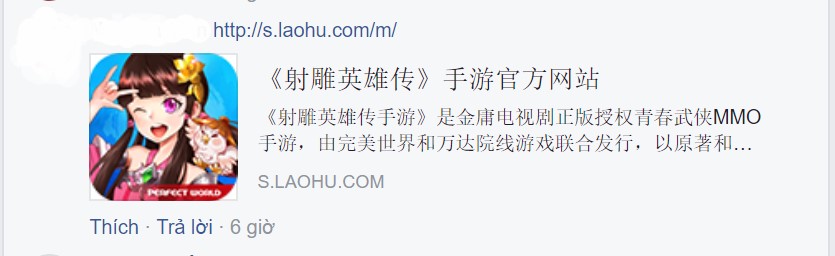 http://s.laohu.com/m/
《射雕英雄传》手游官方网站
《射雕英雄传手游》是金庸电视剧正版授权青春武侠MMO
手游，由完美世界和万达院线游戏联合发行，以原著和...
PERFECT WORLD
S.LAOHU.COM
Thích · Trả lời · 6 giờ